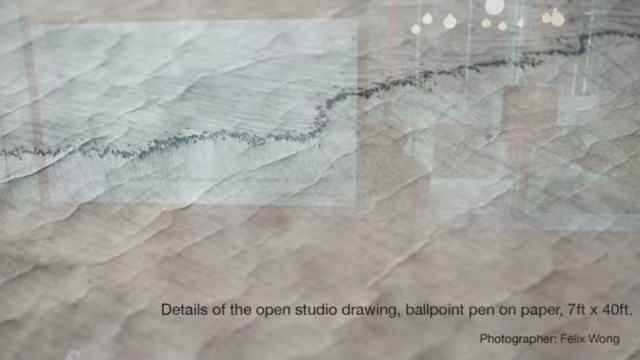 Details of the open studio drawing, ballpoint pen on paper, 7ft x 40ft.
Photographer: Felix Wong